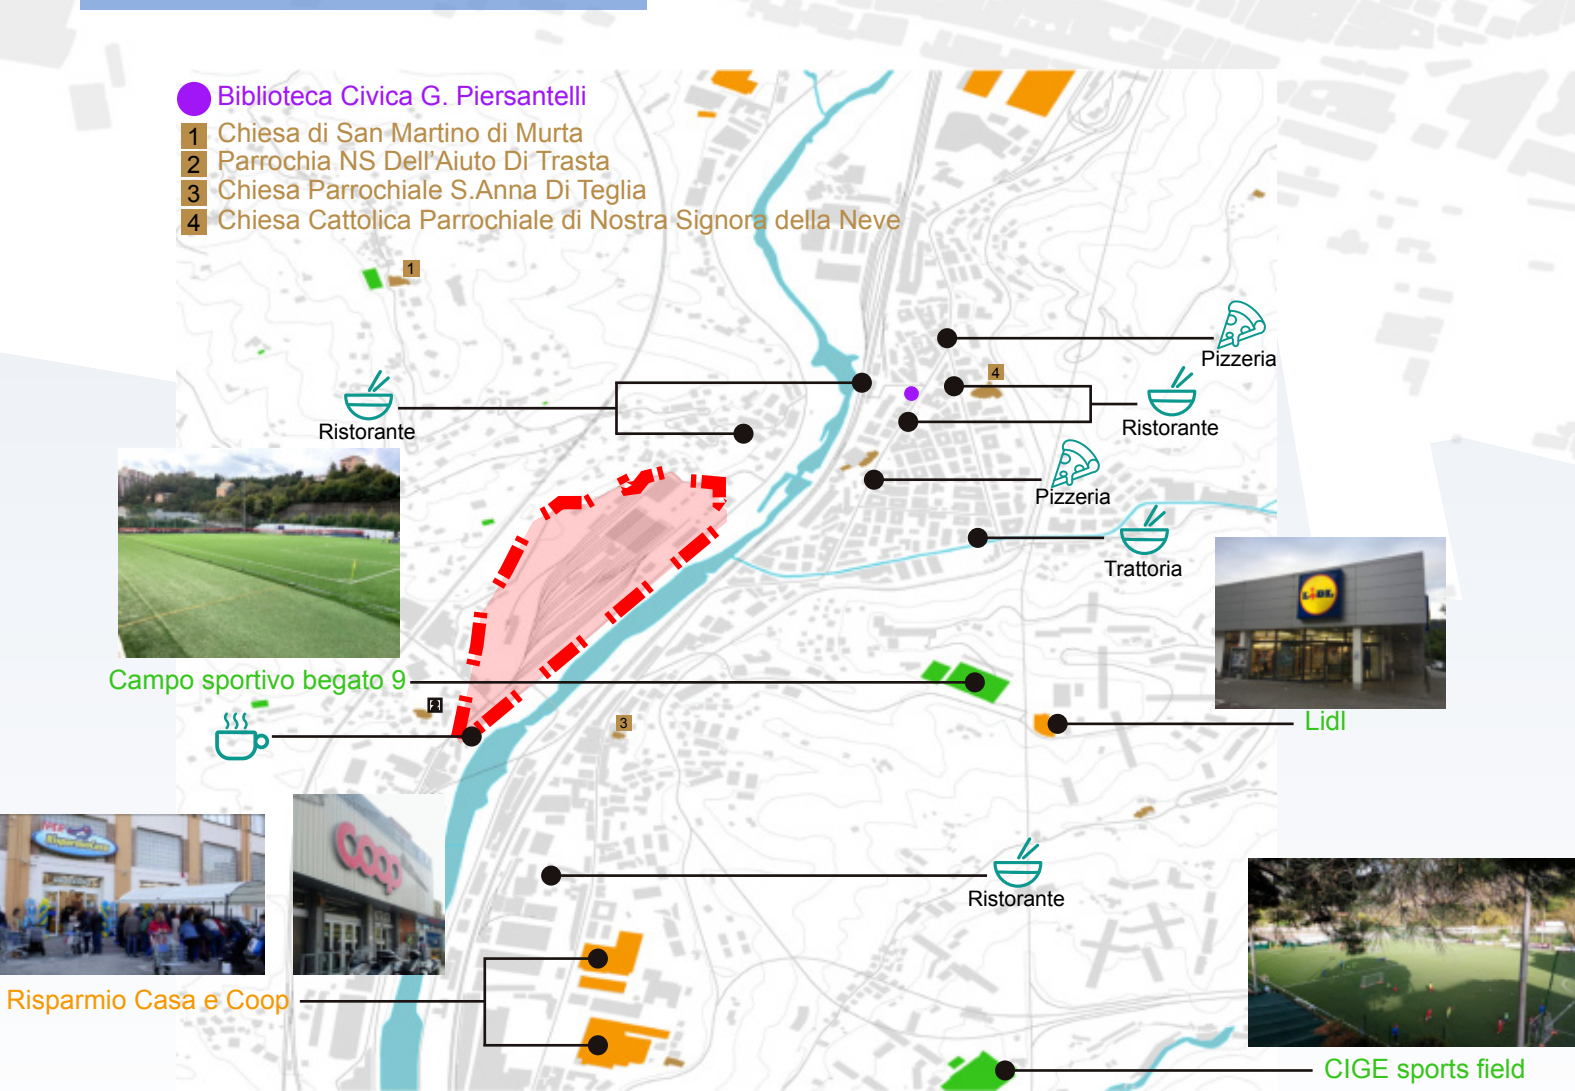 Biblioteca Civica G. Piersantelli
1 Chiesa di San Martino di Murta
2 Parrochia NS Dell'Aiuto Di Trasta
3 Chiesa Parrochiale S.Anna Di Teglia
4 Chiesa Cattolica Parrochiale di Nostra Signora della Neve
1
Pizzeria
4
Ristorante
Ristorante
Pizzeria
Trattoria
LIDL
Campo sportivo begato 9
2
3
Lidl
coop
Ristorante
Risparmio Casa e Coop
CIGE sports field